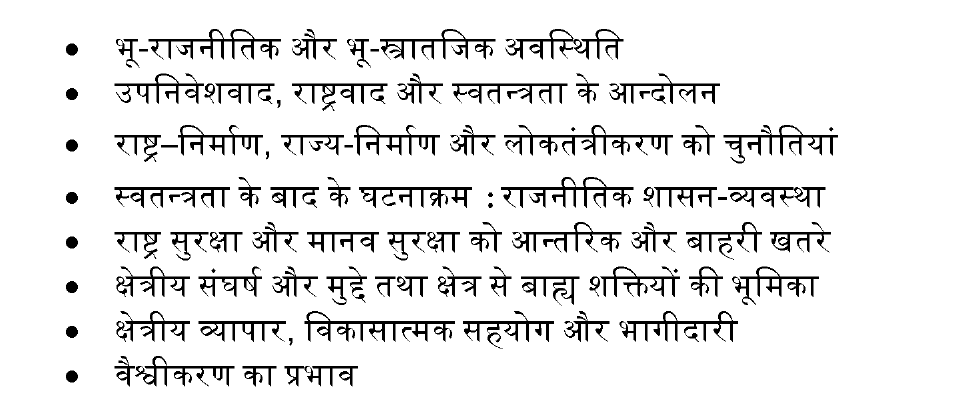 • भू-राजनीतिक और भू-स्त्रातजिक अवस्थिति
• उपनिवेशवाद, राष्ट्रवाद और स्वतन्त्रता के आन्दोलन
• राष्ट्र–निर्माण, राज्य-निर्माण और लोकतंत्रीकरण को चुनौतियां
• स्वतन्त्रता के बाद के घटनाक्रम : राजनीतिक शासन-व्यवस्था
• राष्ट्र सुरक्षा और मानव सुरक्षा को आन्तरिक और बाहरी खतरे
• क्षेत्रीय संघर्ष और मुद्दे तथा क्षेत्र से बाह्य शक्तियों की भूमिका
• क्षेत्रीय व्यापार, विकासात्मक सहयोग और भागीदारी
• वैश्वीकरण का प्रभाव